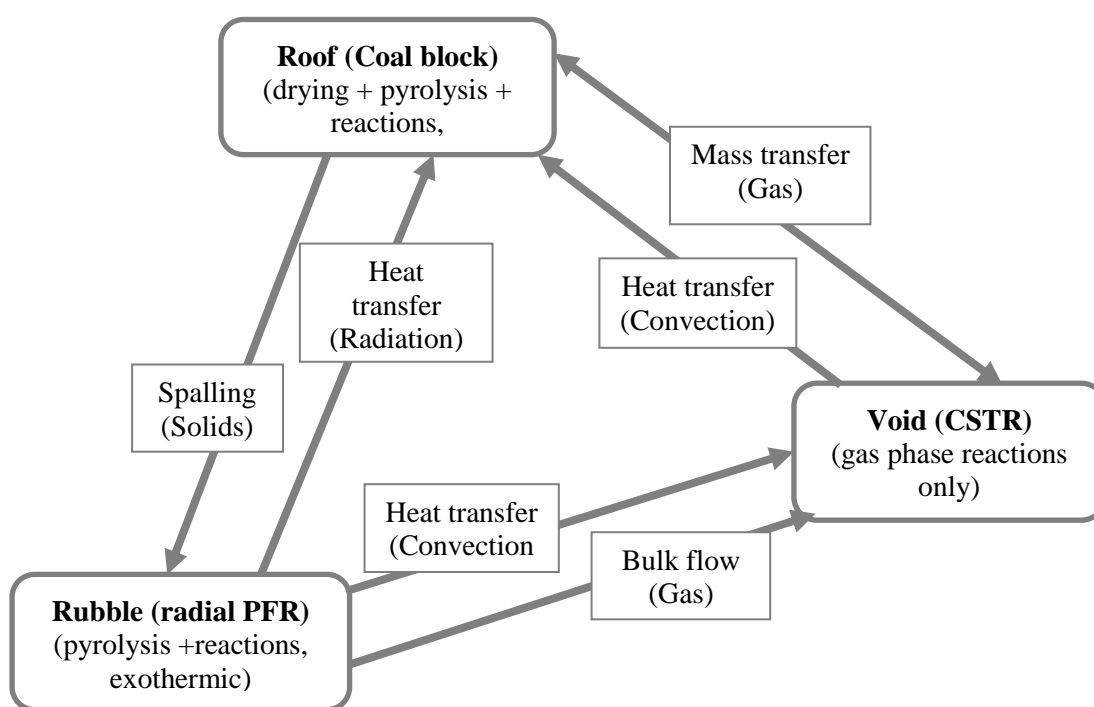 Roof (Coal block)
(drying + pyrolysis +
reactions,
Mass transfer
(Gas)
Heat
transfer
(Radiation)
Heat transfer
(Convection)
Spalling
(Solids)
Void (CSTR)
(gas phase reactions
only)
Heat transfer
(Convection
Bulk flow
(Gas)
Rubble (radial PFR)
(pyrolysis +reactions,
exothermic)